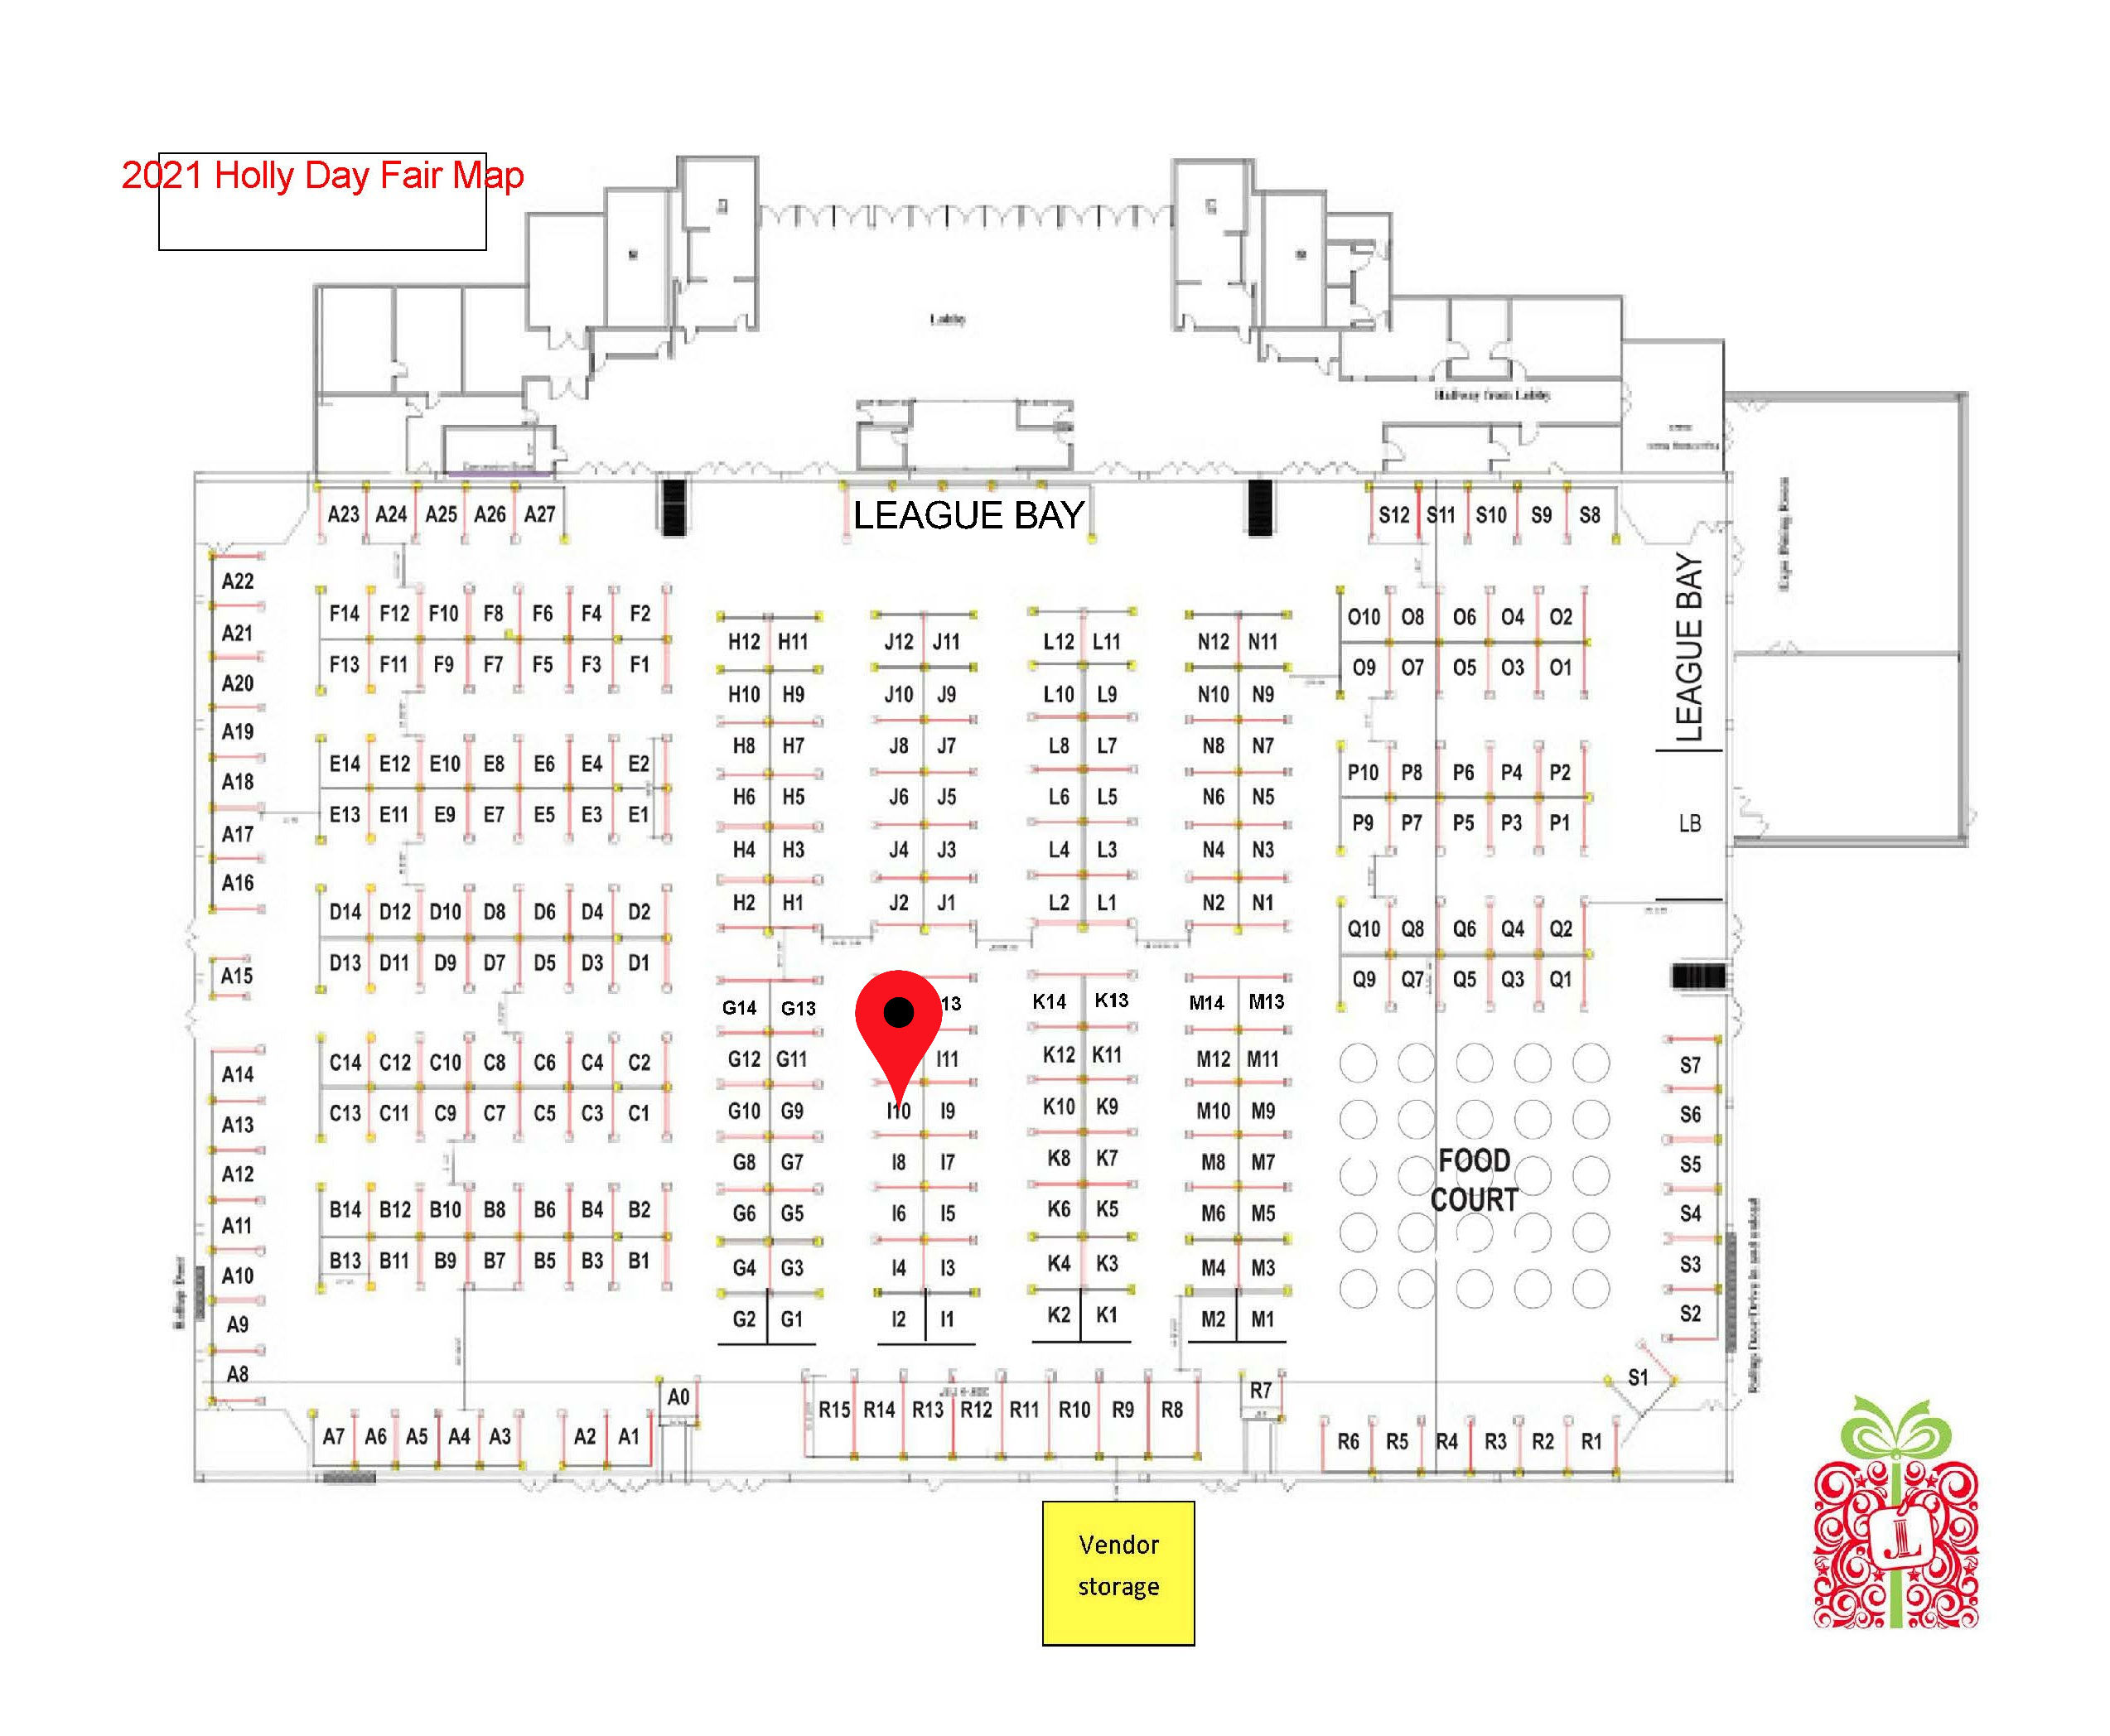 2021 Holly Day Fair Map
Lobby
Hallway from Lobby
LEAGUE BAY
A23 A24 A25 A26 A27
S12 S11 S10 S9 S8
A22
A21
A20
A19
A18
A17
A16
A15
A14
A13
A12
A11
A10
A9
A8
F14 F12 F10 F8 F6 F4 F2
F13 F11 F9 F7 F5 F3 F1
E14 E12 E10 E8 E6 E4 E2
E13 E11 E9 E7 E5 E3 E1
D14 D12 D10 D8 D6 D4 D2
D13 D11 D9 D7 D5 D3 D1
C14 C12 C10 C8 C6 C4 C2
C13 C11 C9 C7 C5 C3 C1
B14 B12 B10 B8 B6 B4 B2
B13 B11 B9 B7 B5 B3 B1
H12 H11 J12 J11 L12 L11 N12 N11
H10 H9 J10 J9 L10 L9 N10 N9
H8 H7 J8 J7 L8 L7 N8 N7
H6 H5 J6 J5 L6 L5 N6 N5
H4 H3 J4 J3 L4 L3 N4 N3
H2 H1 J2 J1 L2 L1 N2 N1
G14 G13 13 K14 K13 M14 M13
G12 G11 I11 K12 K11 M12 M11
G10 G9 I10 I9 K10 K9 M10 M9
G8 G7 I8 I7 K8 K7 M8 M7
G6 G5 I6 I5 K6 K5 M6 M5
G4 G3 I4 I3 K4 K3 M4 M3
G2 G1 I2 I1 K2 K1 M2 M1
O10 O8 O6 O4 O2
O9 O7 O5 O3 O1
P10 P8 P6 P4 P2
P9 P7 P5 P3 P1
Q10 Q8 Q6 Q4 Q2
Q9 Q7 Q5 Q3 Q1
LEAGUE BAY
LB
FOOD
COURT
S7
S6
S5
S4
S3
S2
S1
A7 A6 A5 A4 A3 A2 A1
A0
R15 R14 R13 R12 R11 R10 R9 R8
R7
R6 R5 R4 R3 R2 R1
Vendor
storage
JL